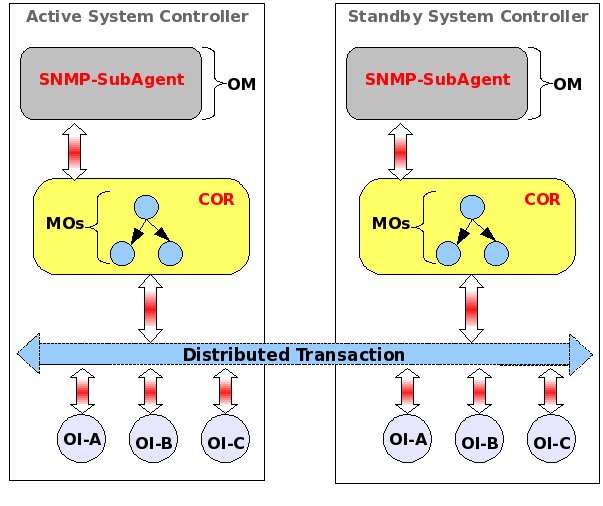 Active System Controller
SNMP-SubAgent
OM
COR
MOs
Standby System Controller
SNMP-SubAgent
OM
COR
MOs
Distributed Transaction
OI-A
OI-B
OI-C
OI-A
OI-B
OI-C